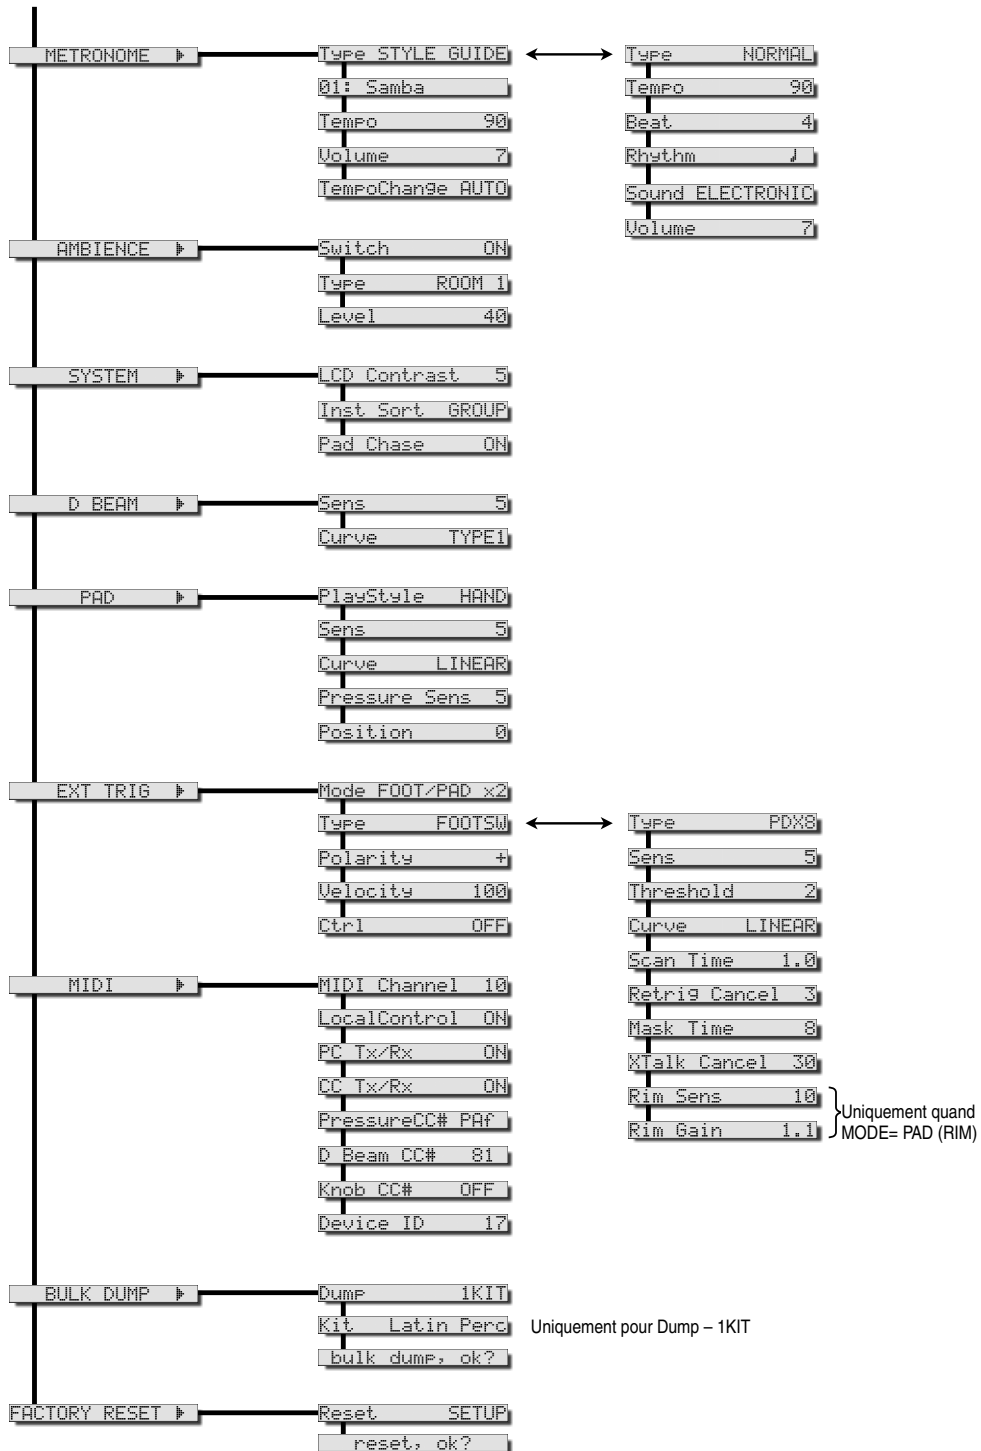 METRONOME
Type STYLE GUIDE
01: Samba
Tempo 90
Volume 7
TempoChange AUTO
Type NORMAL
Tempo 90
Beat 4
Rhythm ♩
Sound ELECTRONIC
Volume 7
AMBIENCE
Switch ON
Type ROOM 1
Level 40
SYSTEM
LCD Contrast 5
Inst Sort GROUP
Pad Chase ON
D BEAM
Sens 5
Curve TYPE1
PAD
PlayStyle HAND
Sens 5
Curve LINEAR
Pressure Sens 5
Position 0
EXT TRIG
Mode FOOT/PAD x2
Type FOOTSW
Polarity +
Velocity 100
Ctrl OFF
Type PDX8
Sens 5
Threshold 2
Curve LINEAR
Scan Time 1.0
Retrig Cancel 3
Mask Time 8
XTalk Cancel 30
Rim Sens 10
Rim Gain 1.1
Uniquement quand
MODE= PAD (RIM)
MIDI
MIDI Channel 10
LocalControl ON
PC Tx/Rx ON
CC Tx/Rx ON
PressureCC# PAf
D Beam CC# 81
Knob CC# OFF
Device ID 17
BULK DUMP
Dump 1KIT
Kit Latin Perc
Uniquement pour Dump – 1KIT
bulk dump, ok?
FACTORY RESET
Reset SETUP
reset, ok?